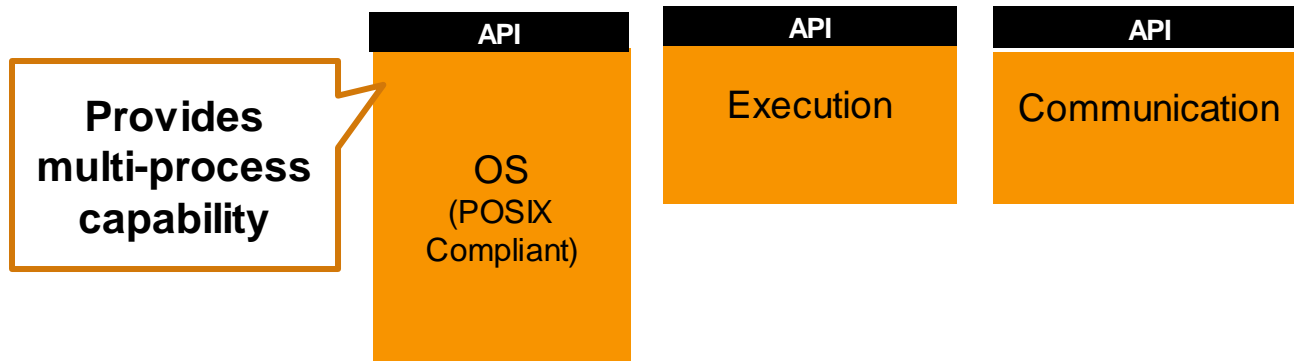 API
API
API
Provides
multi-process
capability
OS
(POSIX
Compliant)
Execution
Communication